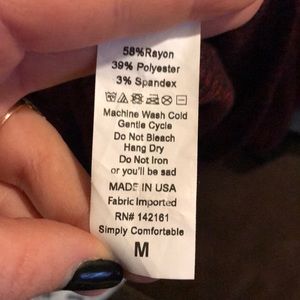 58%Rayon
39% Polyester
3% Spandex
Machine Wash Cold
Gentle Cycle
Do Not Bleach
Hang Dry
Do Not Iron
or you'll be sad
MADE IN USA
Fabric Imported
RN# 142161
Simply Comfortable
M